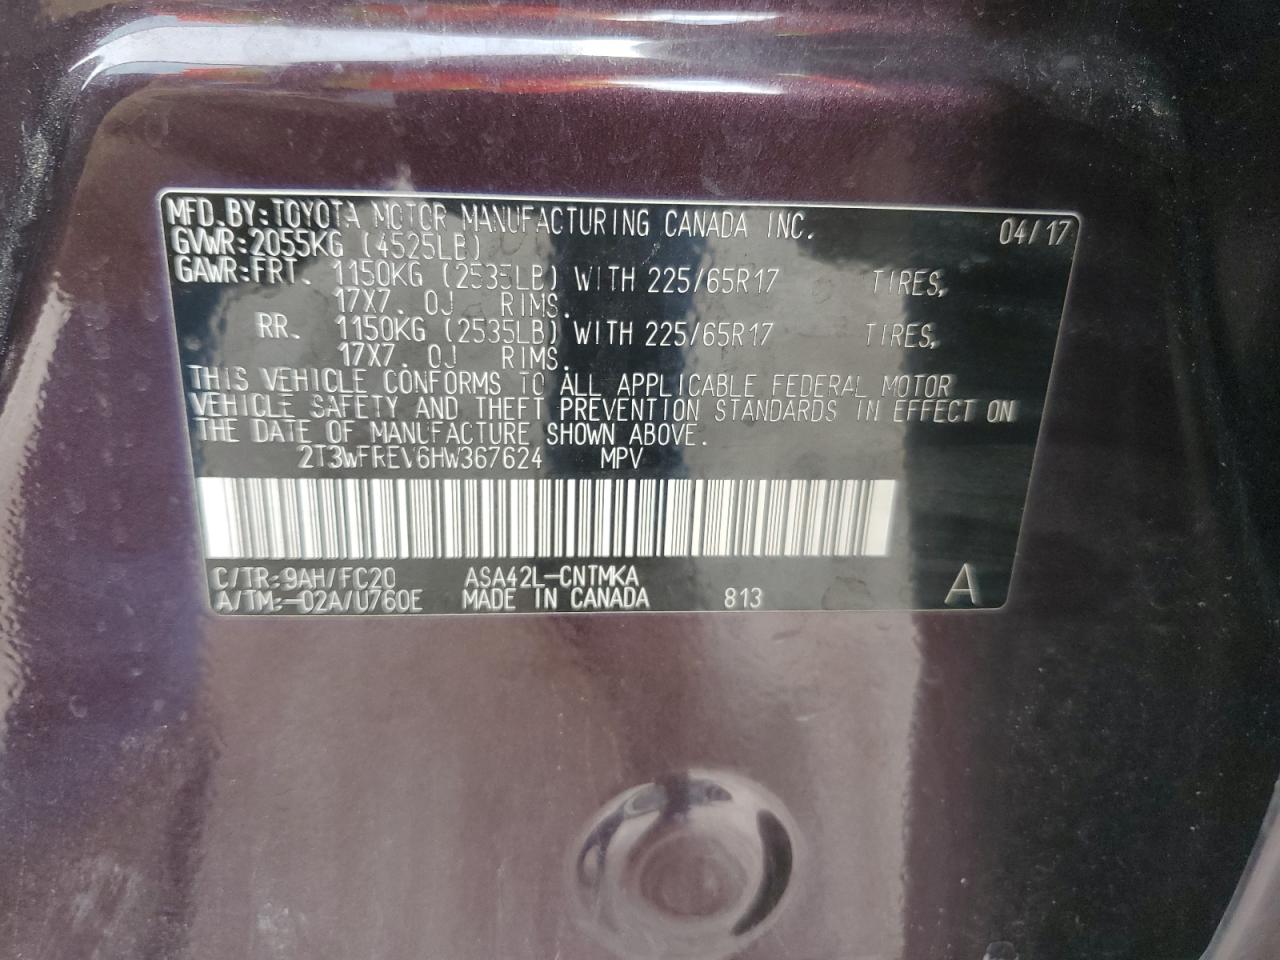 MFD. BY: TOYOTA MOTOR MANUFACTURING CANADA INC. 04/17
GVWR: 2055KG (4525LB)
GAWR: FRT. 1150KG (2535LB) WITH 225/65R17 TIRES,
17X7. 0J RIMS.
RR. 1150KG (2535LB) WITH 225/65R17 TIRES,
17X7. 0J RIMS.
THIS VEHICLE CONFORMS TO ALL APPLICABLE FEDERAL MOTOR
VEHICLE SAFETY AND THEFT PREVENTION STANDARDS IN EFFECT ON
THE DATE OF MANUFACTURE SHOWN ABOVE.
2T3WFREV6HW367624 MPV
C/TR: 9AH/FC20 ASA42L-CNTMKA
A/TM: -02A/U760E MADE IN CANADA 813 A